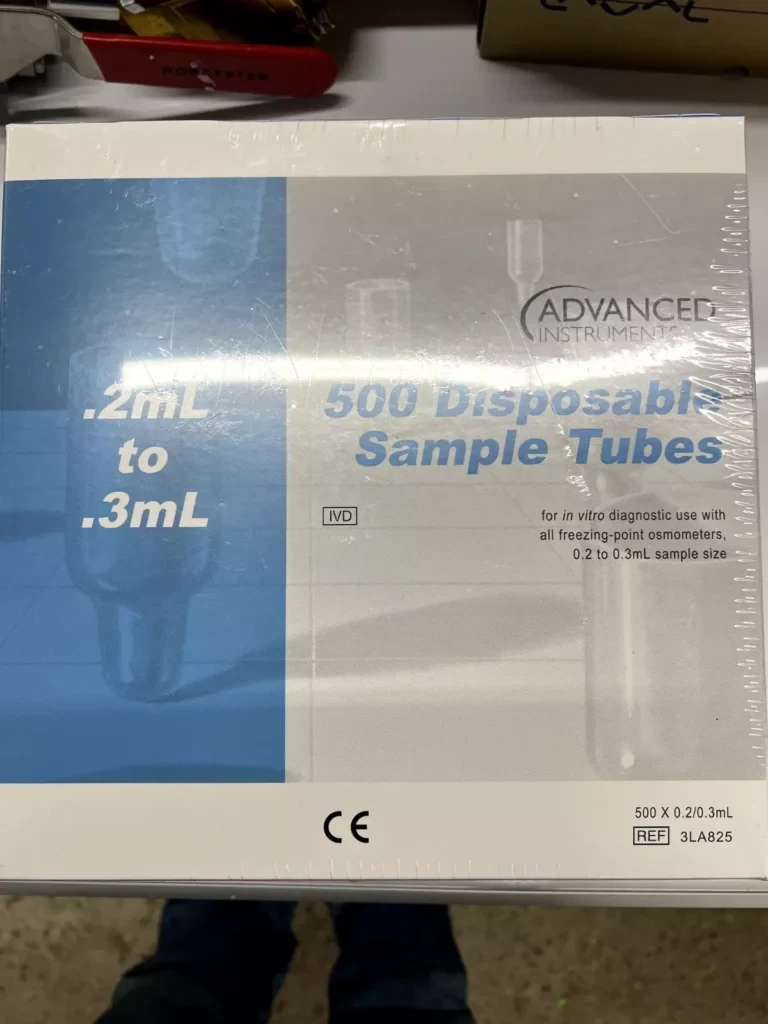 ADVANCED
INSTRUMENTS
.2mL
to
.3mL
500 Disposable
Sample Tubes
IVD
for in vitro diagnostic use with
all freezing-point osmometers,
0.2 to 0.3mL sample size
CE
500 X 0.2/0.3mL
REF 3LA825